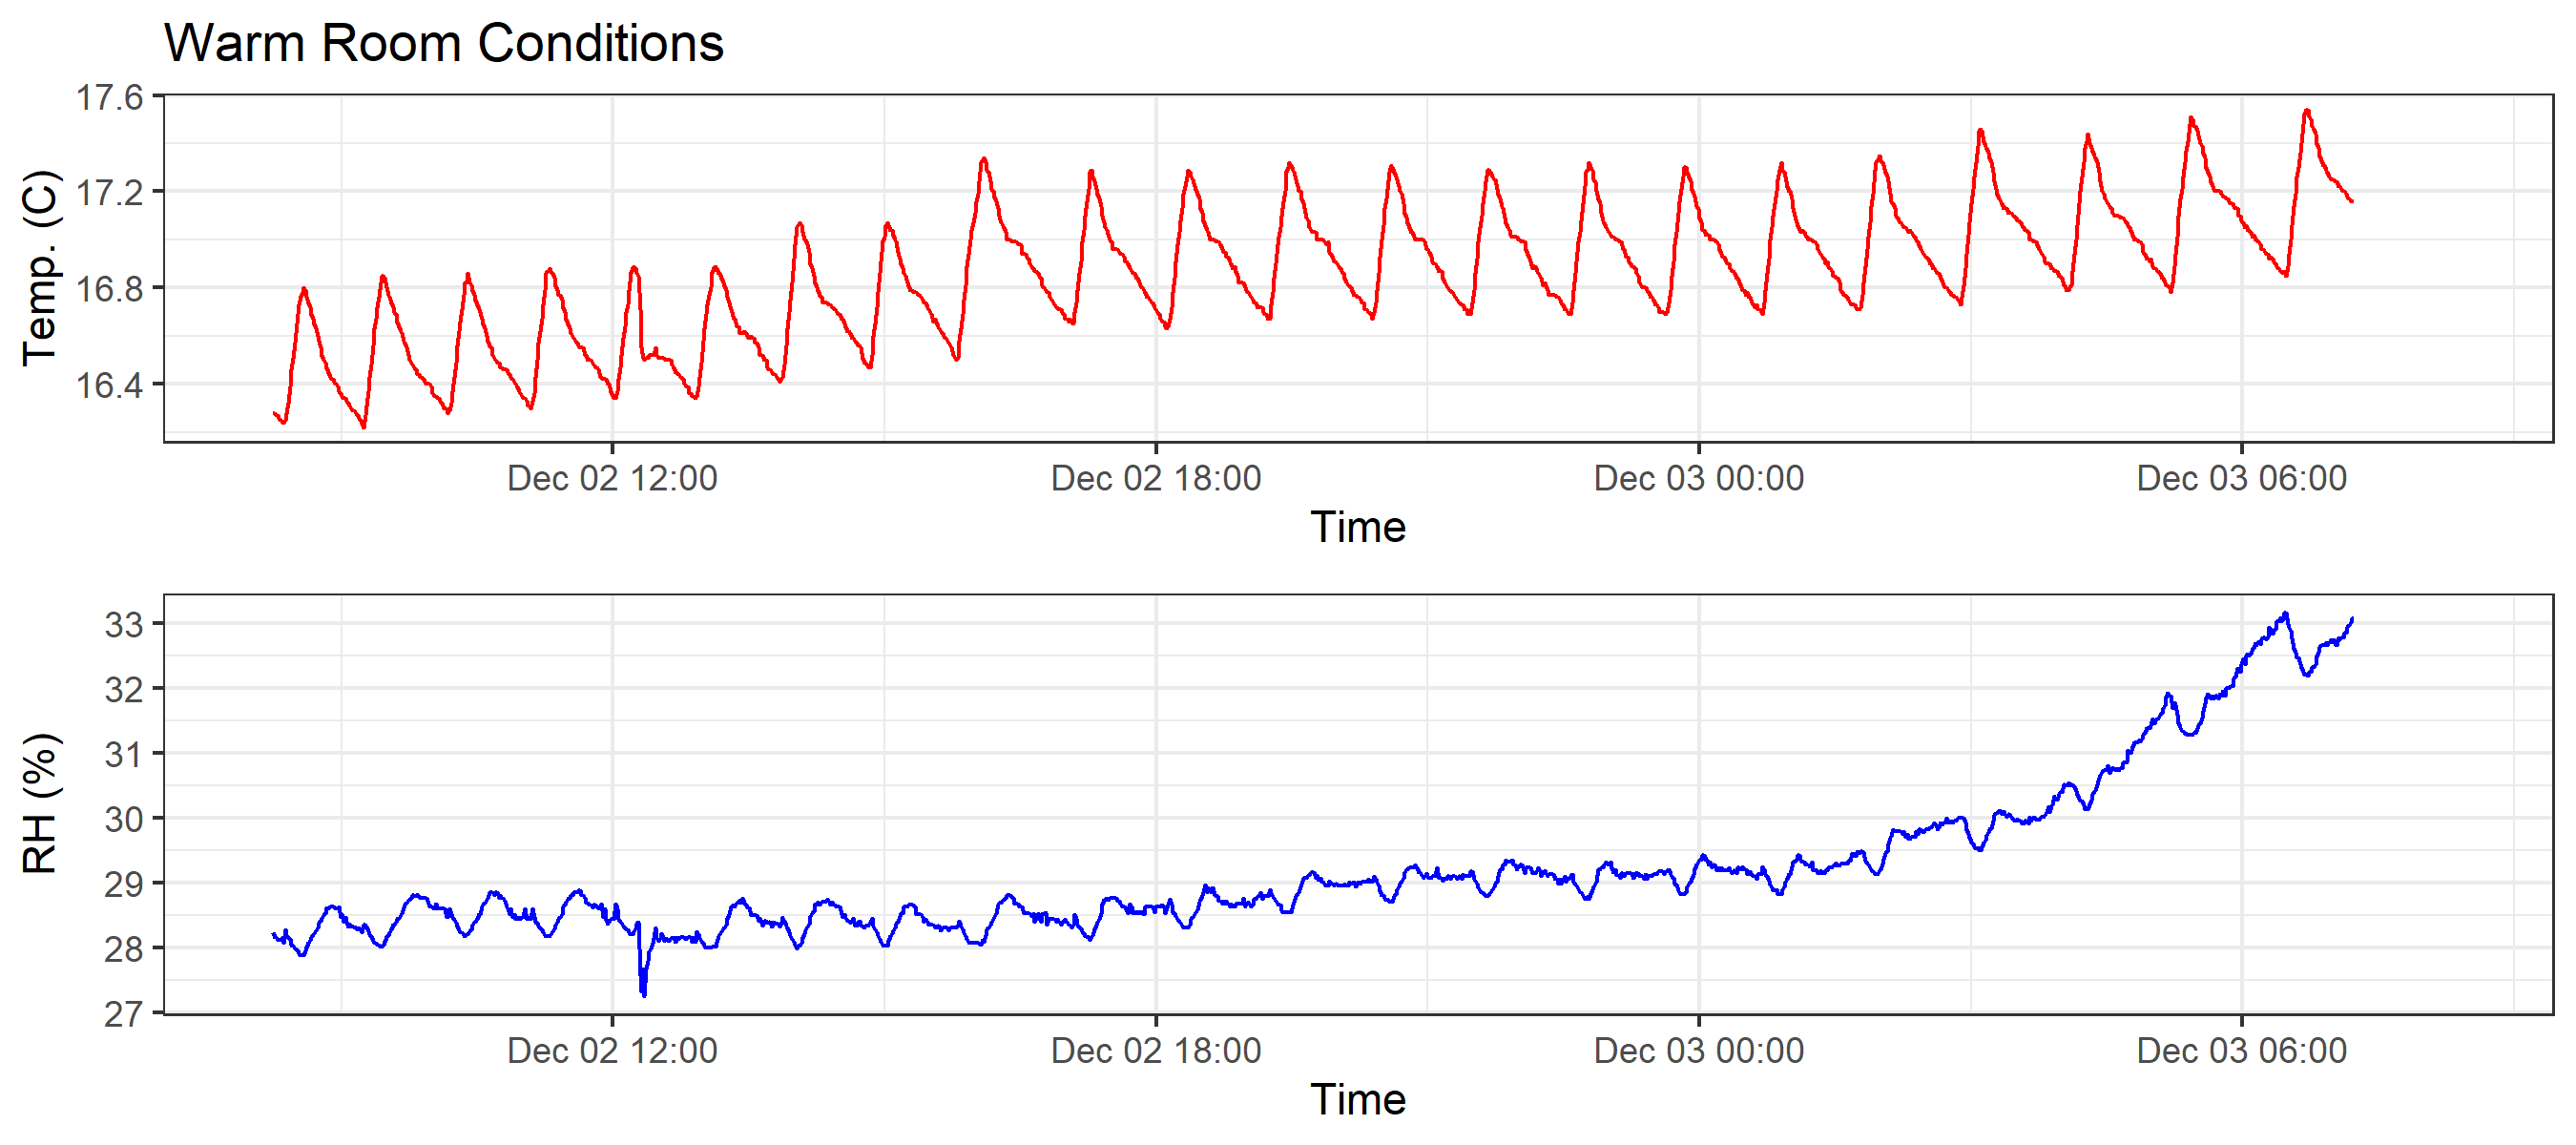 Warm Room Conditions
17.6
17.2
16.8
16.4
Temp. (C)
Dec 02 12:00 Dec 02 18:00 Dec 03 00:00 Dec 03 06:00
Time
33
32
31
30
29
28
27
RH (%)
Dec 02 12:00 Dec 02 18:00 Dec 03 00:00 Dec 03 06:00
Time